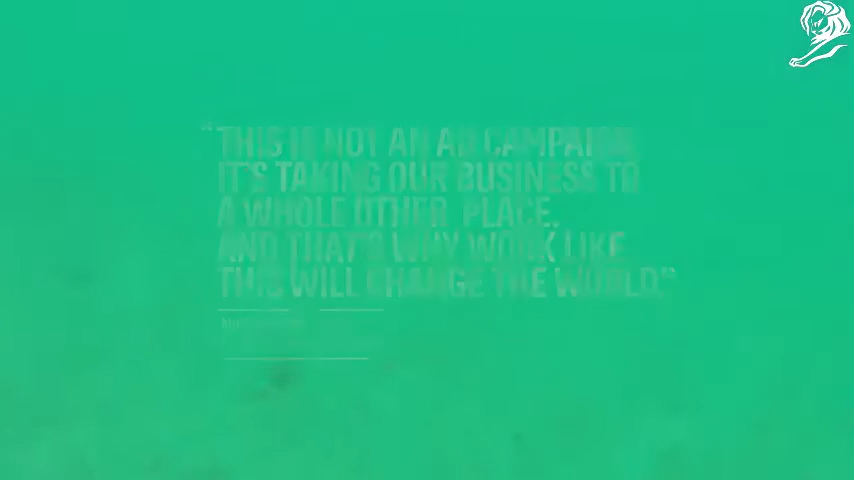 “THIS IS NOT AN AD CAMPAIGN
IT'S TAKING OUR BUSINESS TO
A WHOLE OTHER PLACE.
AND THAT'S WHY WORK LIKE
THIS WILL CHANGE THE WORLD.”